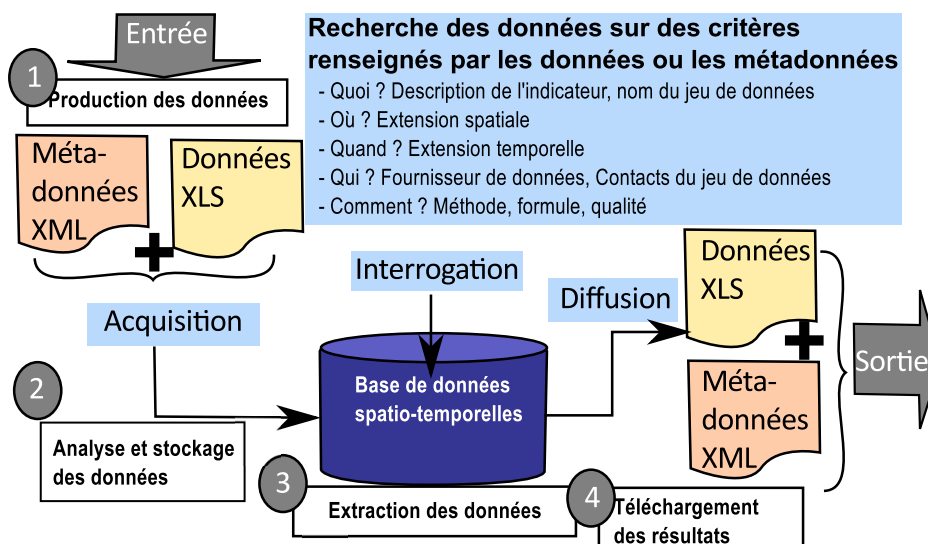 Entrée
1
Production des données
Recherche des données sur des critères
renseignés par les données ou les métadonnées
- Quoi ? Description de l'indicateur, nom du jeu de données
- Où ? Extension spatiale
- Quand ? Extension temporelle
- Qui ? Fournisseur de données, Contacts du jeu de données
- Comment ? Méthode, formule, qualité
Méta-
données
XML
Données
XLS
Acquisition
Interrogation
Diffusion
2
Analyse et stockage
des données
Base de données
spatio-temporelles
3
Extraction des données
4
Téléchargement
des résultats
Données
XLS
Méta-
données
XML
Sortie